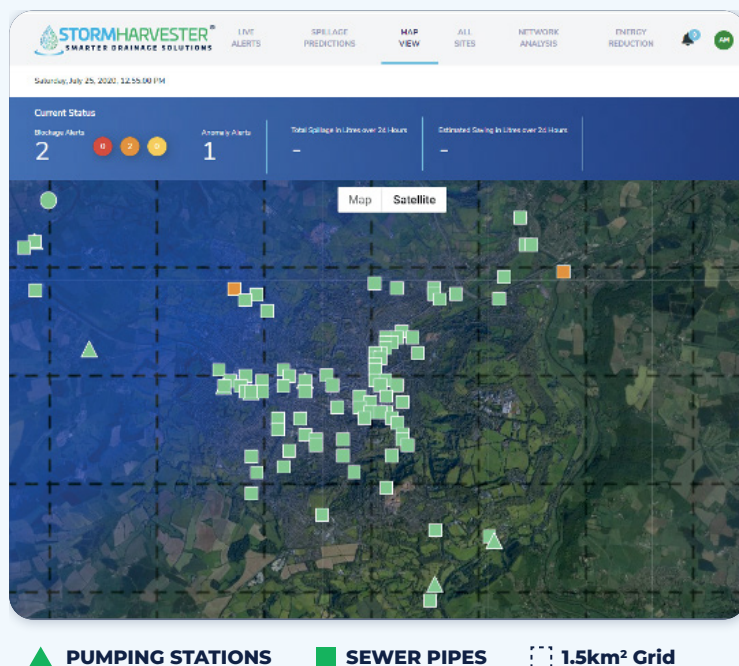 STORMHARVESTER®
SMARTER DRAINAGE SOLUTIONS
LIVE ALERTS
SPILLAGE PREDICTIONS
MAP VIEW
ALL SITES
NETWORK ANALYSIS
ENERGY REDUCTION
AM
Saturday, July 25, 2020, 12:55:00 PM
Current Status
Blockage Alerts
2
0 2 0
Anomaly Alerts
1
Total Spillage in Litres over 24 Hours
-
Estimated Saving in Litres over 24 Hours
-
Map Satellite
PUMPING STATIONS SEWER PIPES 1.5km² Grid